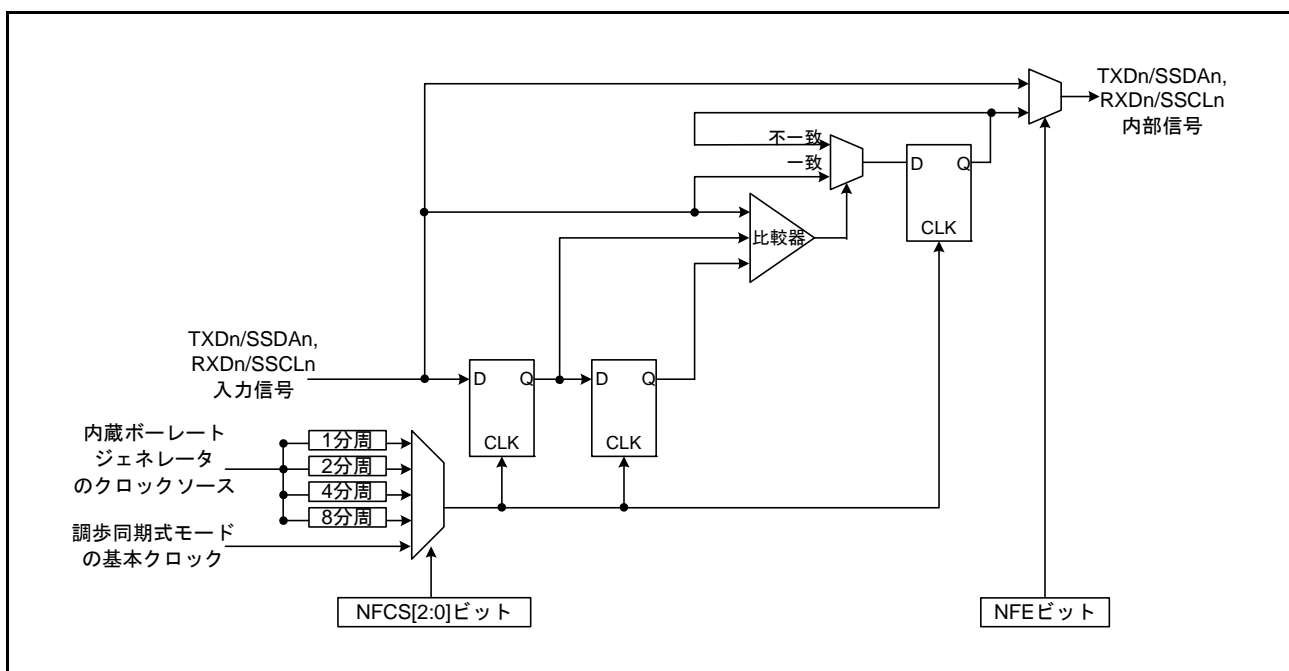 TXDn/SSDAn,
RXDn/SSCLn
内部信号
不一致
一致
D
Q
CLK
比較器
TXDn/SSDAn,
RXDn/SSCLn
入力信号
D
Q
CLK
D
Q
CLK
内蔵ボーレート
ジェネレータ
のクロックソース
1分周
2分周
4分周
8分周
調歩同期式モード
の基本クロック
NFCS[2:0]ビット
NFEビット